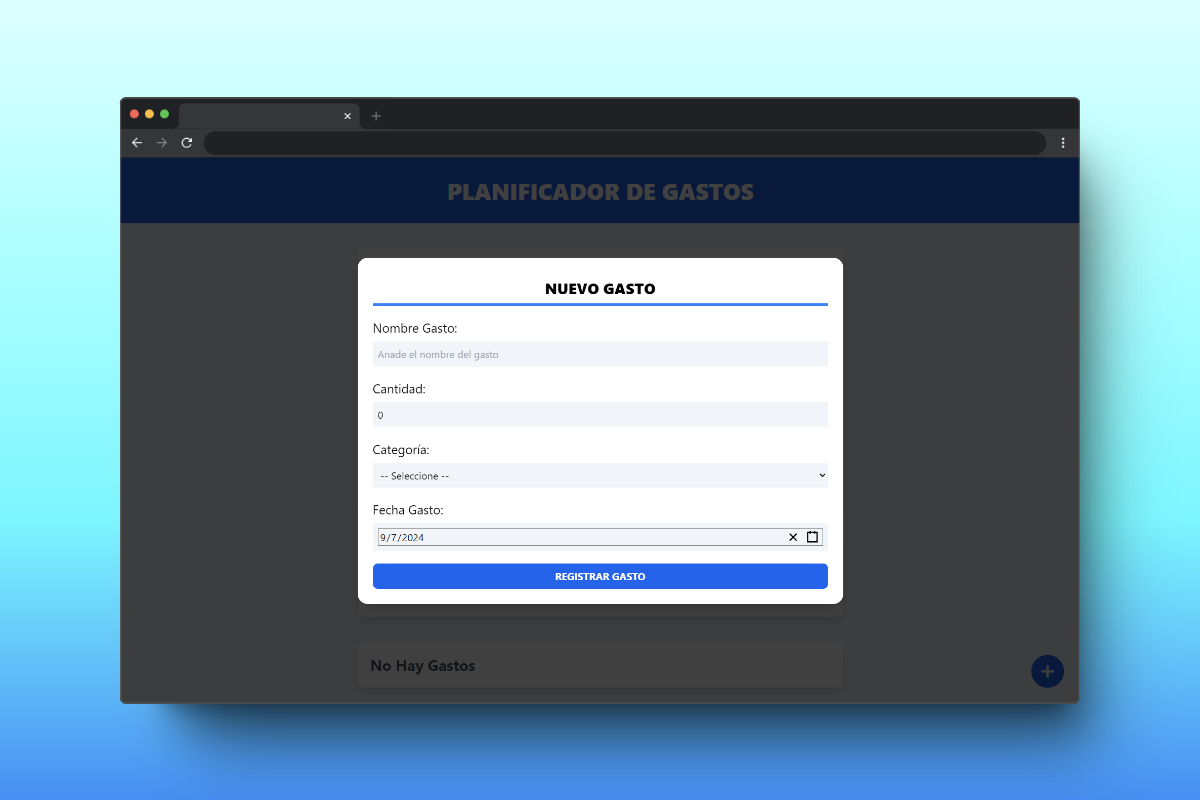 PLANIFICADOR DE GASTOS
NUEVO GASTO
Nombre Gasto:
Anade el nombre del gasto
Cantidad:
0
Categoría:
-- Seleccione --
Fecha Gasto:
9/7/2024
REGISTRAR GASTO
No Hay Gastos